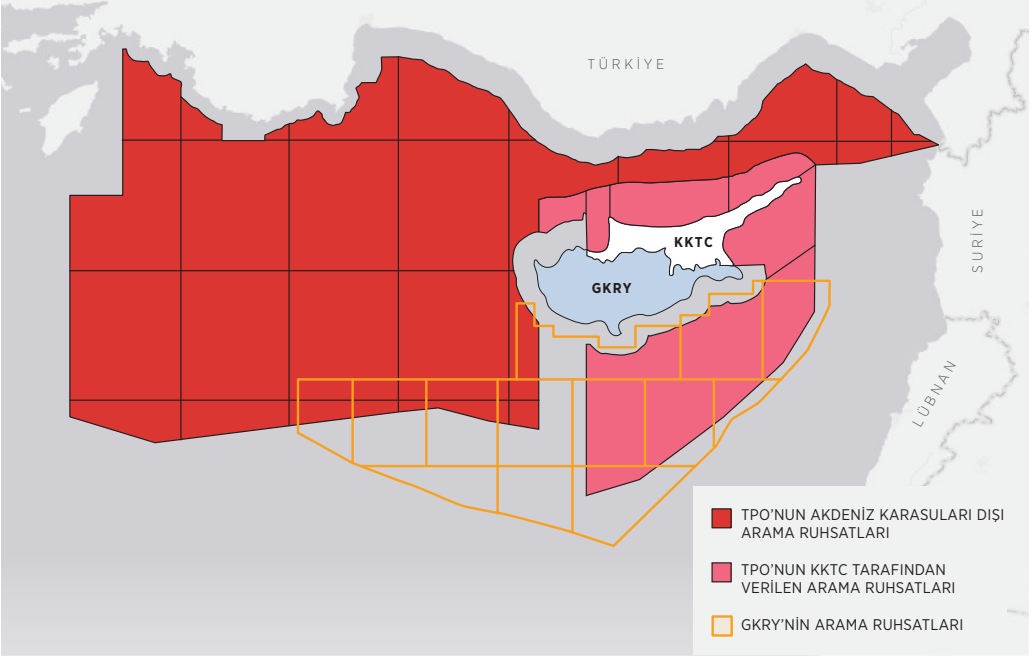 TÜRKİYE
KKTC
GKRY
SURİYE
LÜBNAN
TPO'NUN AKDENİZ KARASULARI DIŞI
ARAMA RUHSATLARI
TPO'NUN KKTC TARAFINDAN
VERİLEN ARAMA RUHSATLARI
GKRY'NİN ARAMA RUHSATLARI